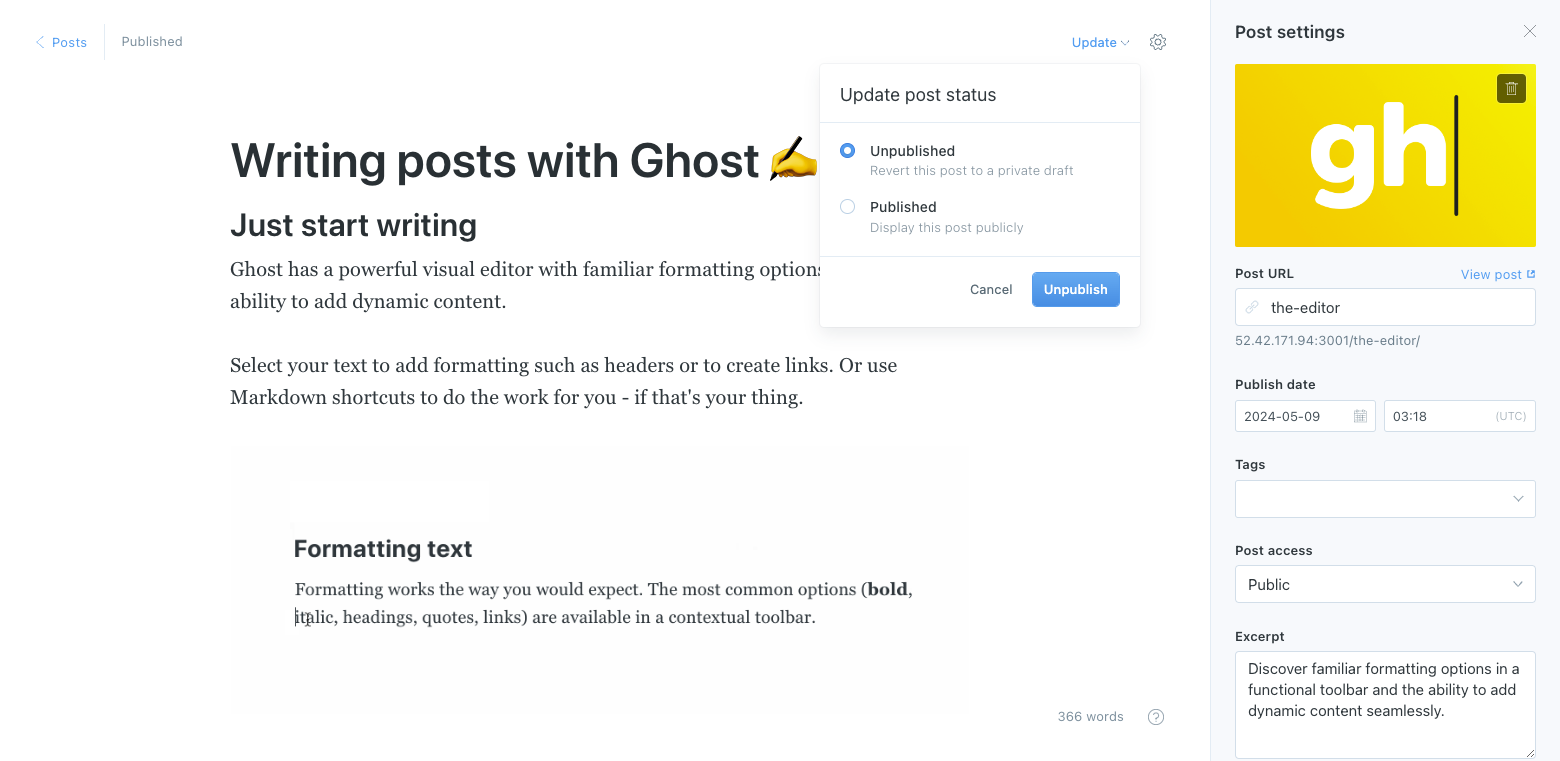 Posts
Published
Update
Update post status
Unpublished
Revert this post to a private draft
Published
Display this post publicly
Cancel
Unpublish
Writing posts with Ghost ✍️
Just start writing
Ghost has a powerful visual editor with familiar formatting options
ability to add dynamic content.
Select your text to add formatting such as headers or to create links. Or use
Markdown shortcuts to do the work for you - if that's your thing.
Formatting text
Formatting works the way you would expect. The most common options (bold,
italic, headings, quotes, links) are available in a contextual toolbar.
366 words
?
Post settings
gh
Post URL
View post
the-editor
52.42.171.94:3001/the-editor/
Publish date
2024-05-09
03:18
(UTC)
Tags
Post access
Public
Excerpt
Discover familiar formatting options in a
functional toolbar and the ability to add
dynamic content seamlessly.